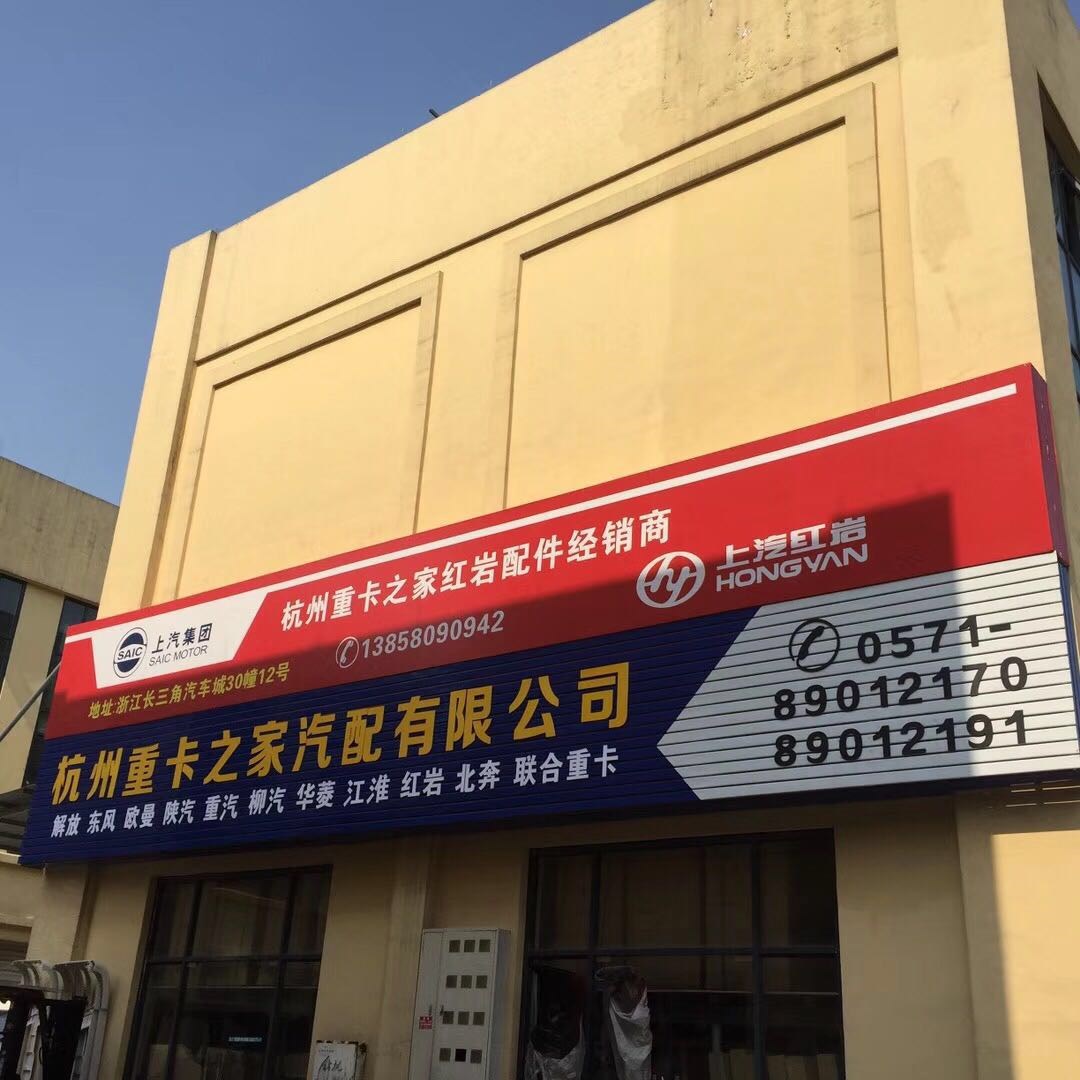 SAIC
上汽集团
SAIC MOTOR
杭州重卡之家红岩配件经销商
13858090942
上汽红岩
HONGYAN
地址:浙江长三角汽车城30幢12号
杭州重卡之家汽配有限公司
解放 东风 欧曼 陕汽 重汽 柳汽 华菱 江淮 红岩 北奔 联合重卡
0571-
89012170
89012191